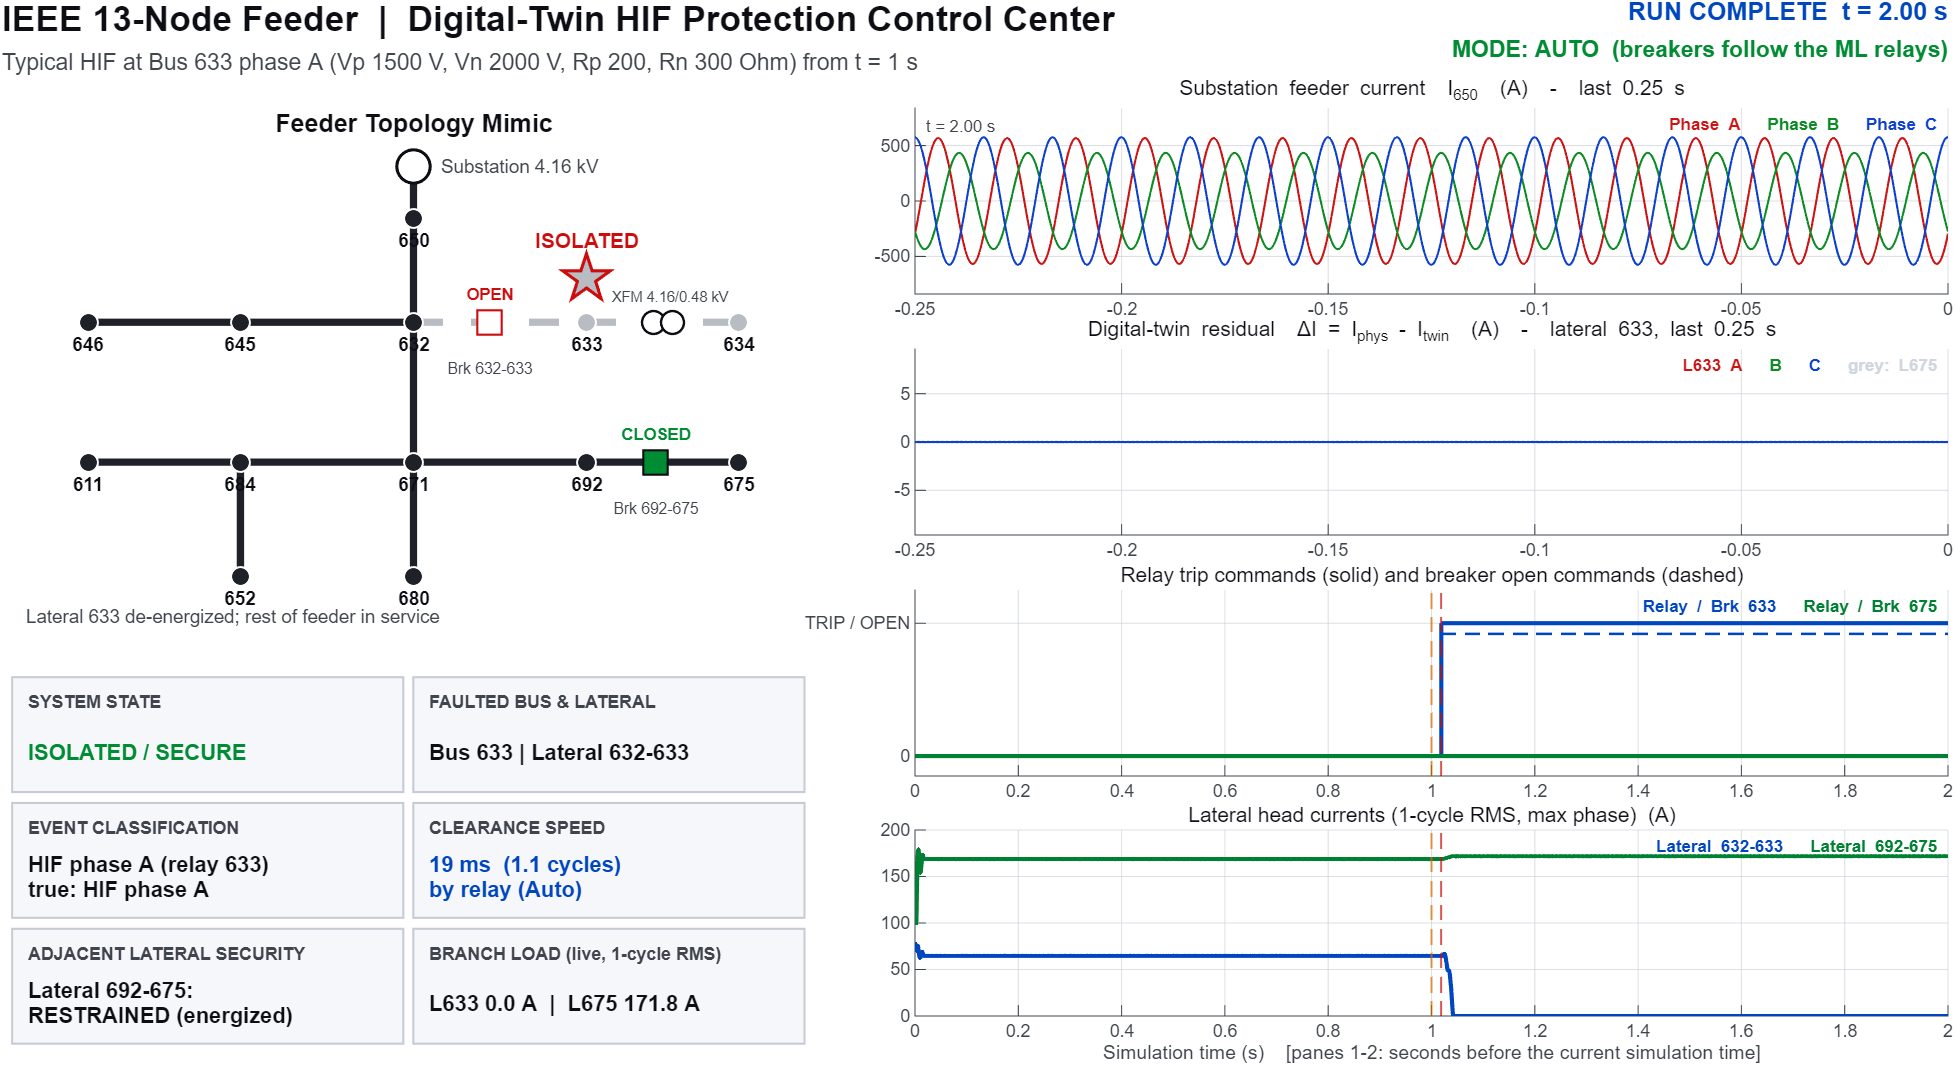 IEEE 13-Node Feeder | Digital-Twin HIF Protection Control Center
RUN COMPLETE t = 2.00 s
Typical HIF at Bus 633 phase A (Vp 1500 V, Vn 2000 V, Rp 200, Rn 300 Ohm) from t = 1 s
MODE: AUTO (breakers follow the ML relays)
Feeder Topology Mimic
Substation 4.16 kV
650
ISOLATED
OPEN
XFM 4.16/0.48 kV
646 645 632 633 634
Brk 632-633
CLOSED
611 684 671 692 675
Brk 692-675
652 680
Lateral 633 de-energized; rest of feeder in service
SYSTEM STATE
ISOLATED / SECURE
FAULTED BUS & LATERAL
Bus 633 | Lateral 632-633
EVENT CLASSIFICATION
HIF phase A (relay 633)
true: HIF phase A
CLEARANCE SPEED
19 ms (1.1 cycles)
by relay (Auto)
ADJACENT LATERAL SECURITY
Lateral 692-675:
RESTRAINED (energized)
BRANCH LOAD (live, 1-cycle RMS)
L633 0.0 A | L675 171.8 A
Substation feeder current I650 (A) - last 0.25 s
t = 2.00 s
Phase A Phase B Phase C
500
0
-500
-0.25 -0.2 -0.15 -0.1 -0.05 0
Digital-twin residual ΔI = Iphys - Itwin (A) - lateral 633, last 0.25 s
L633 A B C grey: L675
5
0
-5
-0.25 -0.2 -0.15 -0.1 -0.05 0
Relay trip commands (solid) and breaker open commands (dashed)
Relay / Brk 633 Relay / Brk 675
TRIP / OPEN
0
0 0.2 0.4 0.6 0.8 1 1.2 1.4 1.6 1.8 2
Lateral head currents (1-cycle RMS, max phase) (A)
Lateral 632-633 Lateral 692-675
200
150
100
50
0
0 0.2 0.4 0.6 0.8 1 1.2 1.4 1.6 1.8 2
Simulation time (s) [panes 1-2: seconds before the current simulation time]